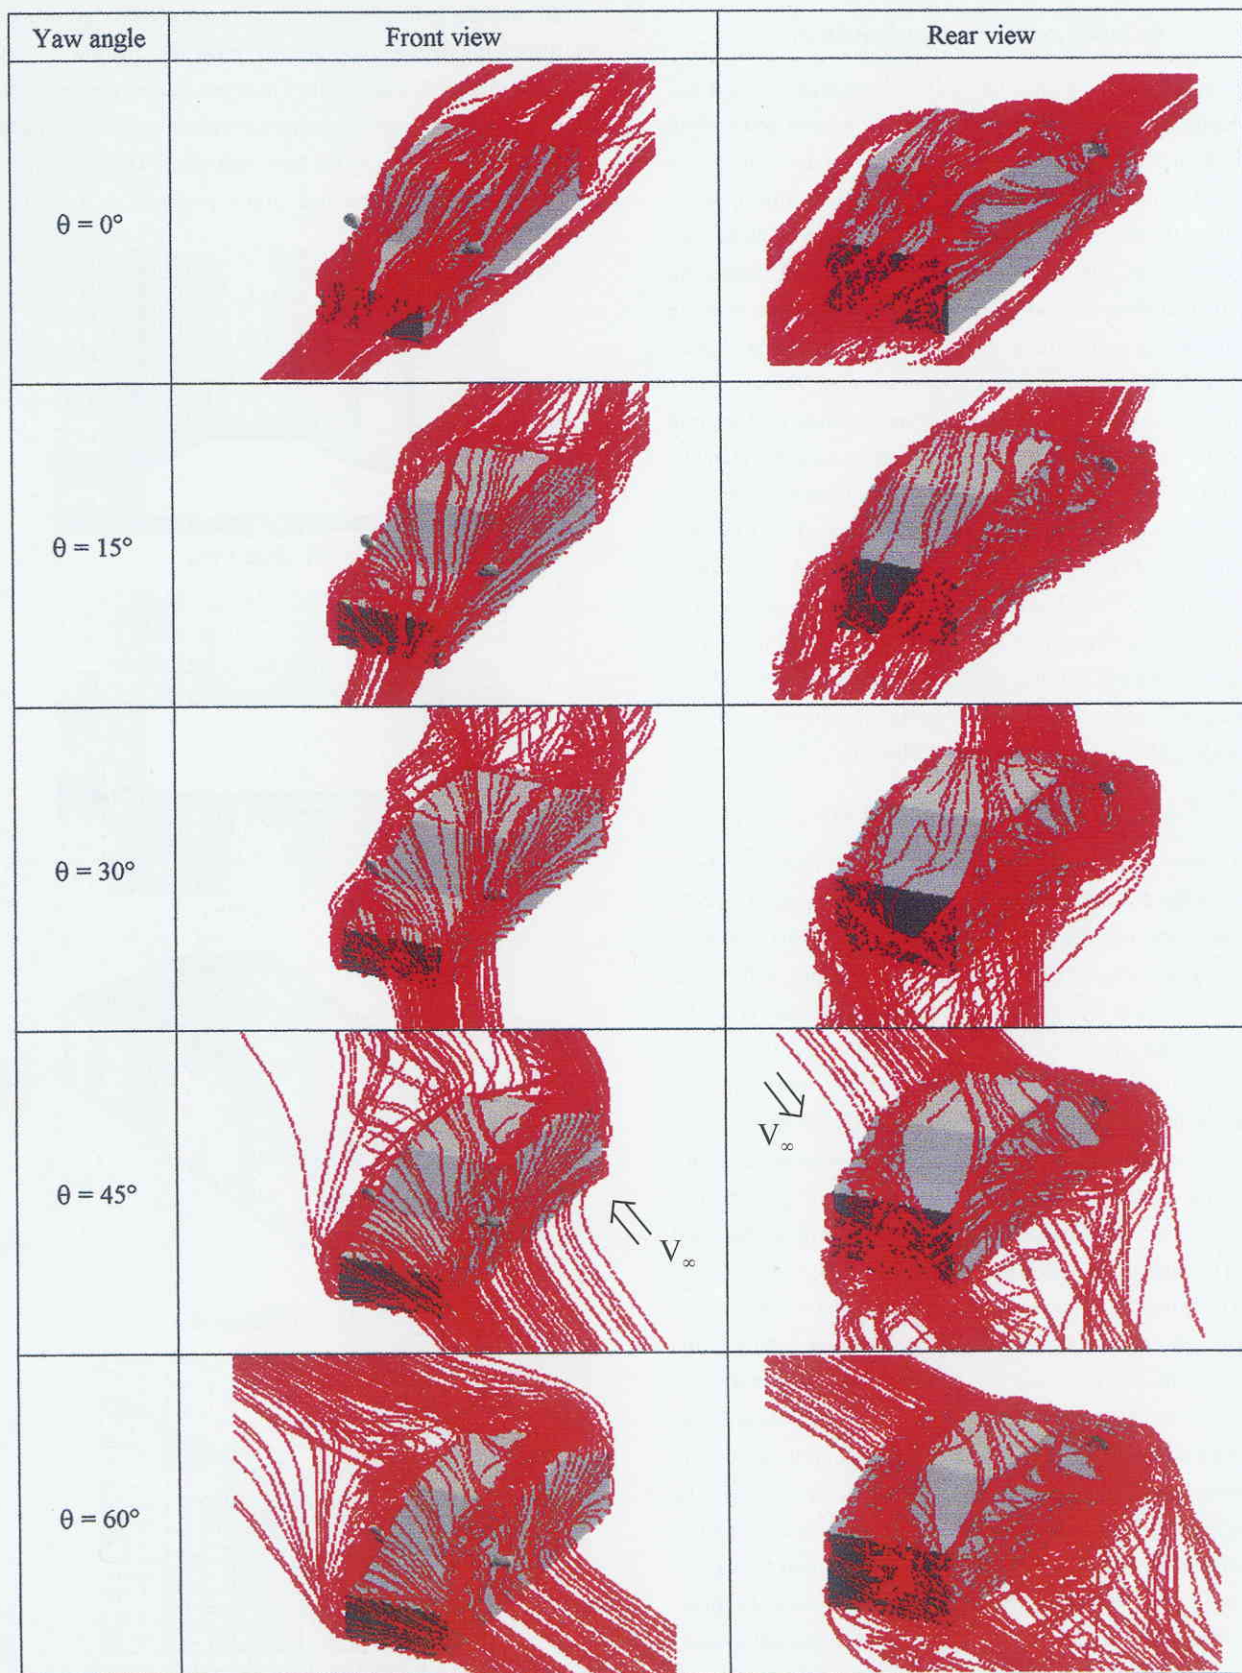 Yaw angle Front view Rear view
θ = 0°
θ = 15°
θ = 30°
θ = 45°
V∞
V∞
θ = 60°